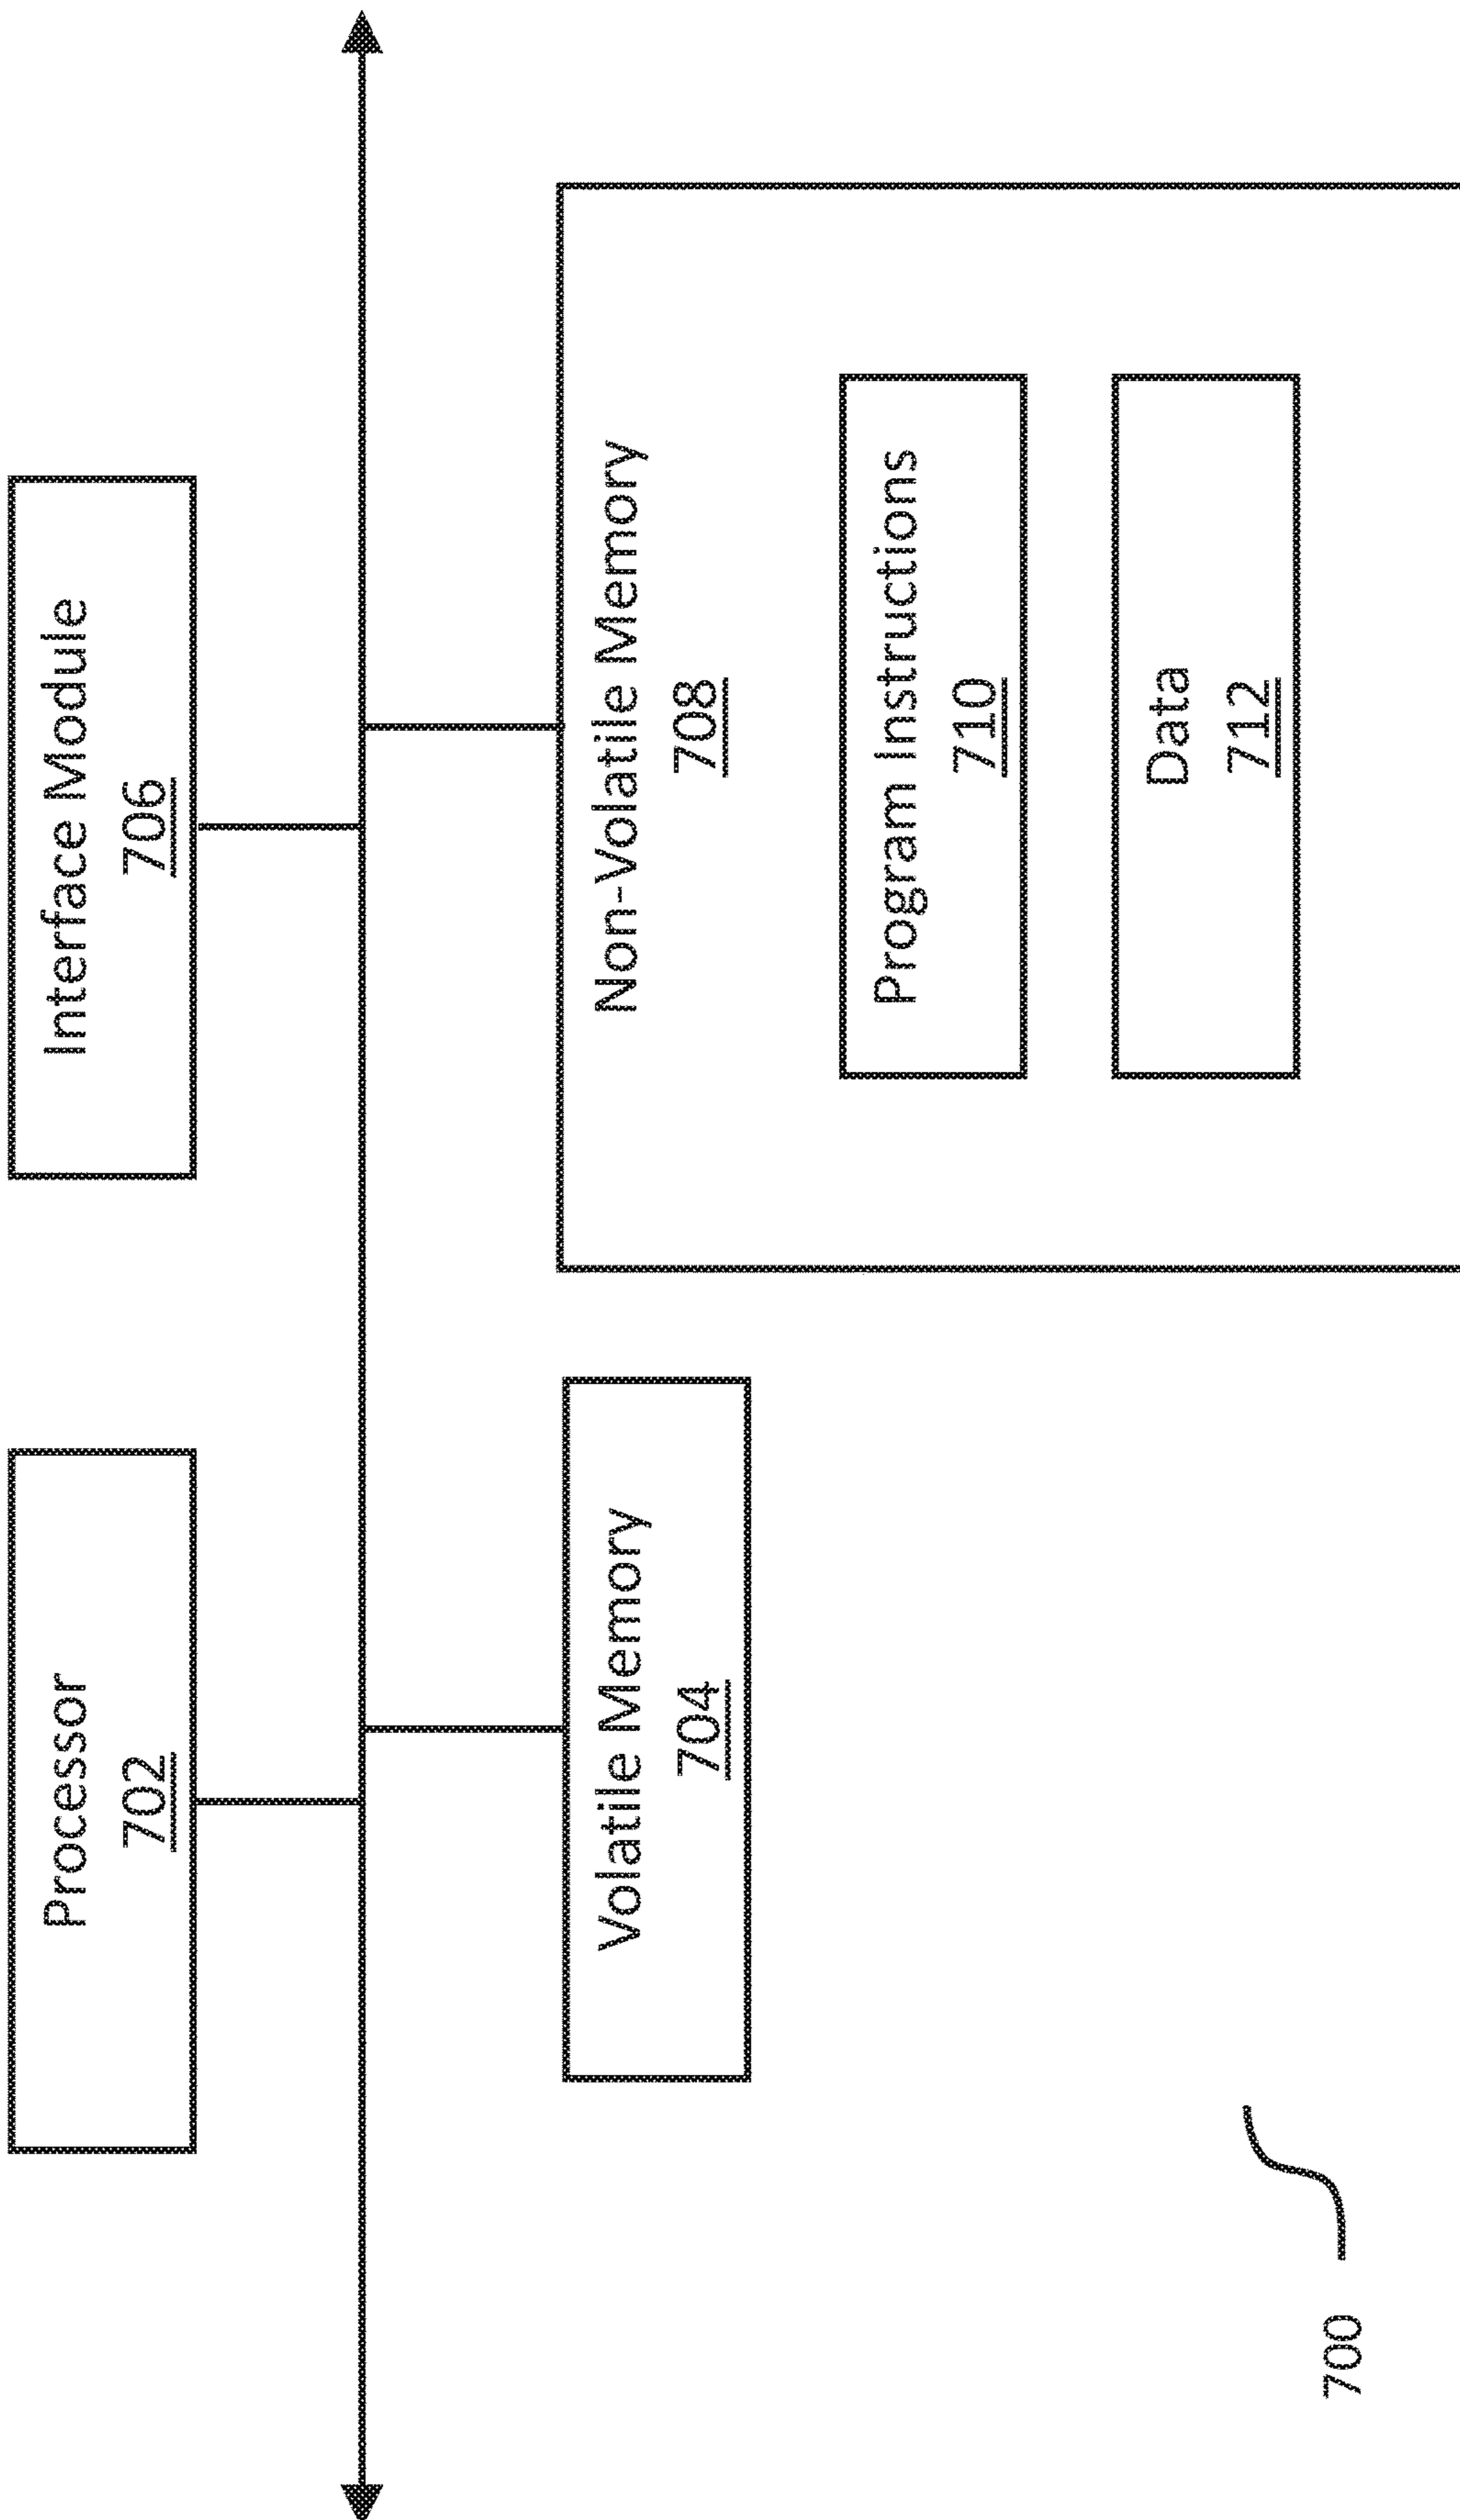 Processor
702
Interface Module
706
Volatile Memory
704
Non-Volatile Memory
708
Program Instructions
710
Data
712
700